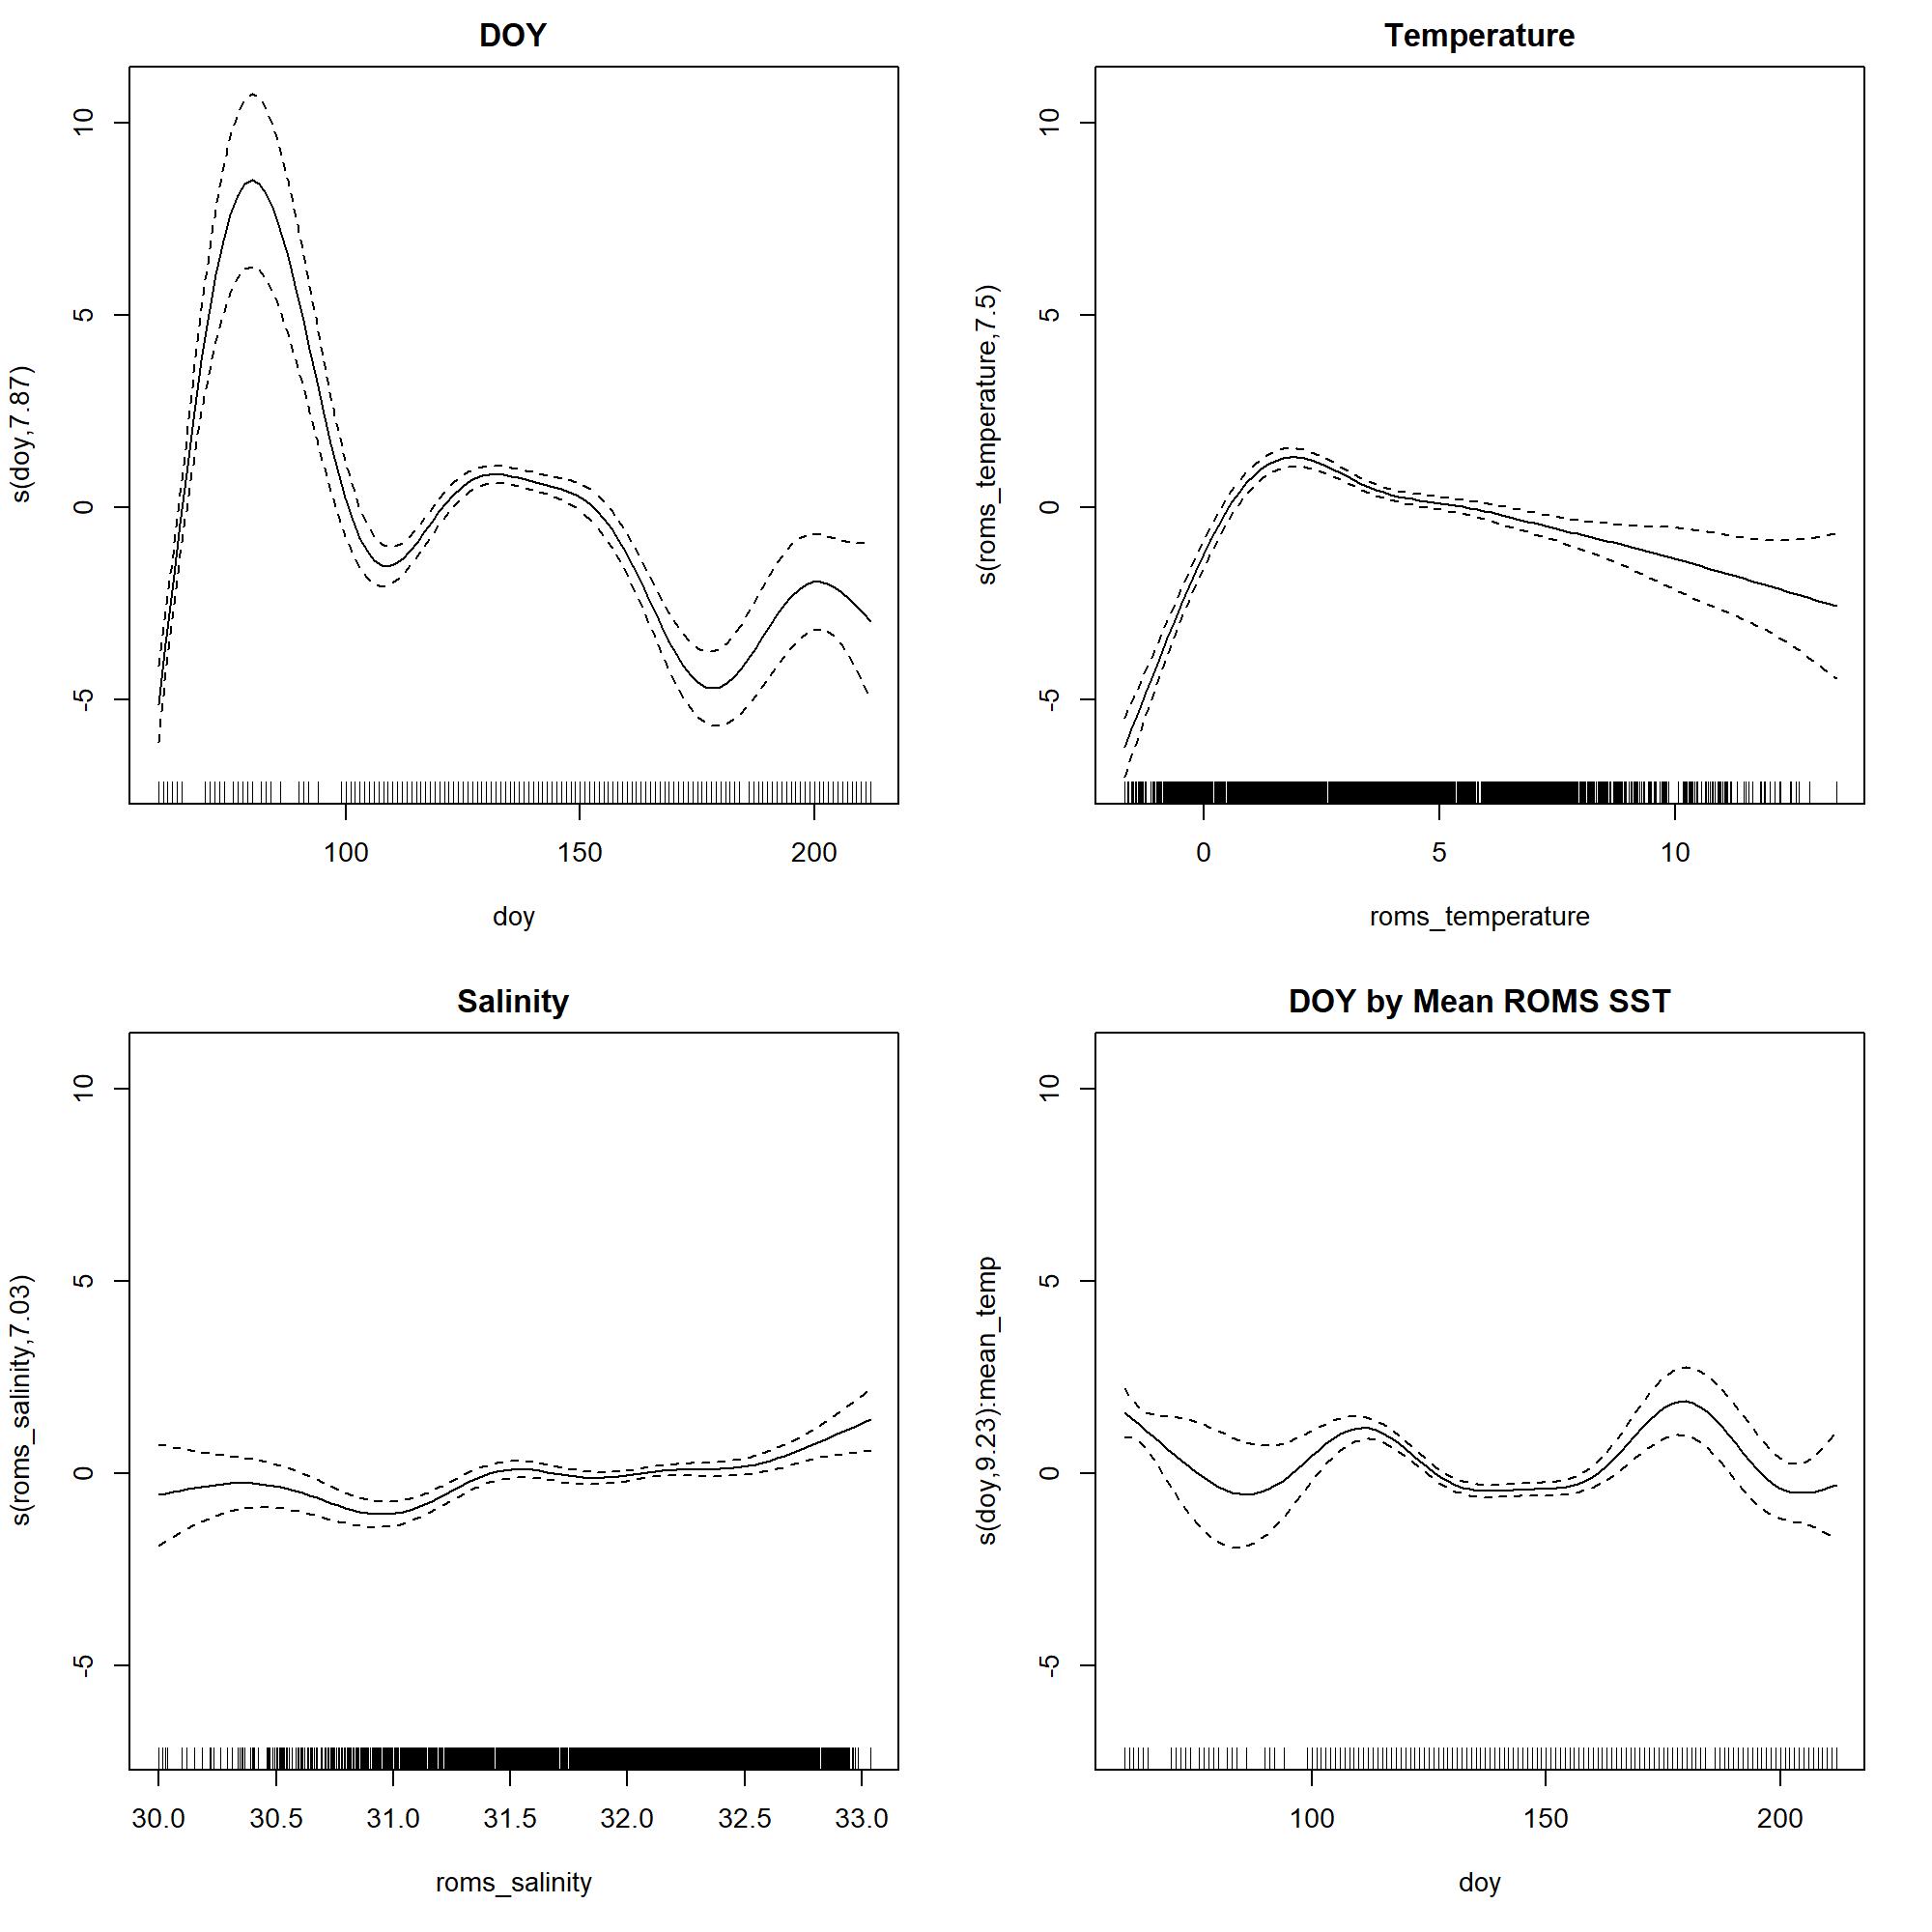 DOY
10
5
0
-5
s(doy,7.87)
100 150 200
doy
Temperature
10
5
0
-5
s(roms_temperature,7.5)
0 5 10
roms_temperature
Salinity
10
5
0
-5
s(roms_salinity,7.03)
30.0 30.5 31.0 31.5 32.0 32.5 33.0
roms_salinity
DOY by Mean ROMS SST
10
5
0
-5
s(doy,9.23):mean_temp
100 150 200
doy